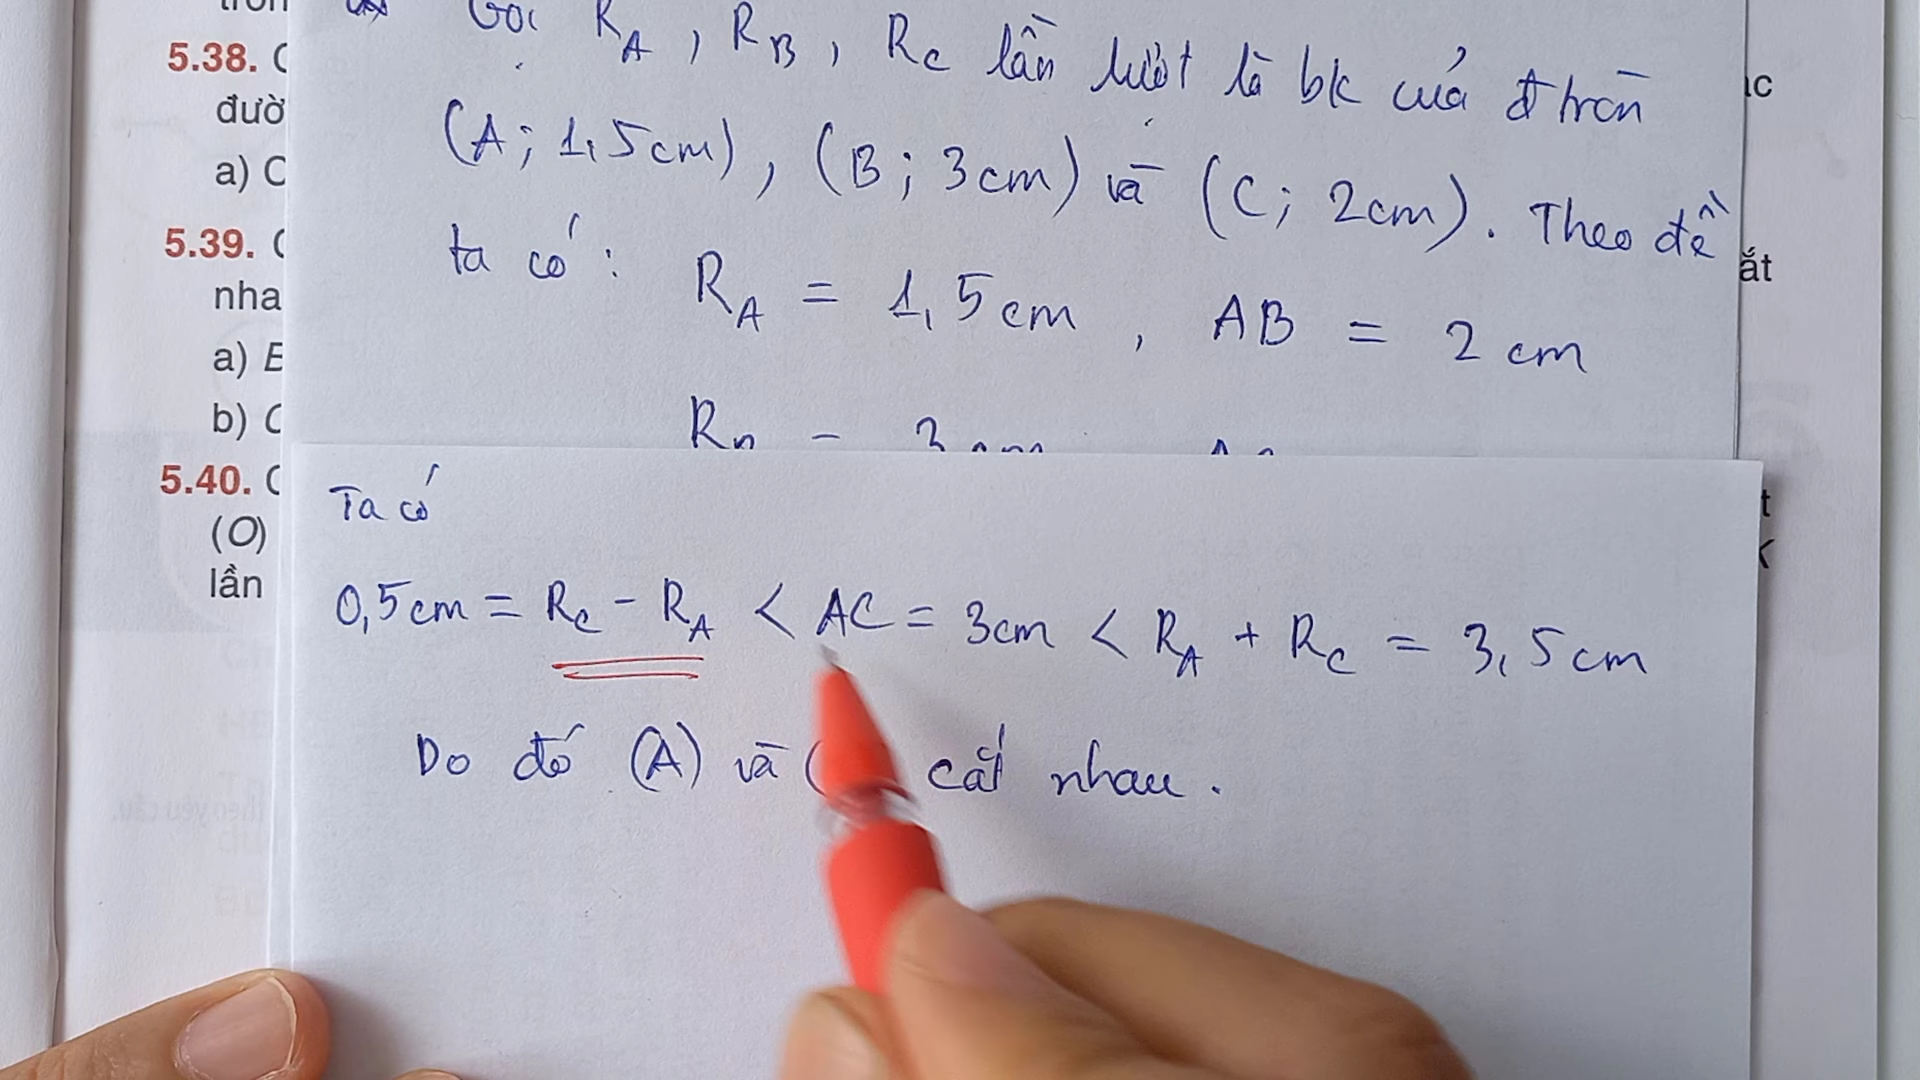 Gọi R_A, R_B, R_C lần lượt là bk của đtròn
5.38. C
đườ
(A; 1,5cm), (B; 3cm) và (C; 2cm). Theo đề
a) C
5.39. C
ta có: R_A = 1,5cm, AB = 2cm
ắt
nha
a) E
b) C
5.40. C
Ta có
(O)
lần
0,5cm = R_C - R_A < AC = 3cm < R_A + R_C = 3,5cm
Do đó (A) và ( cắt nhau.